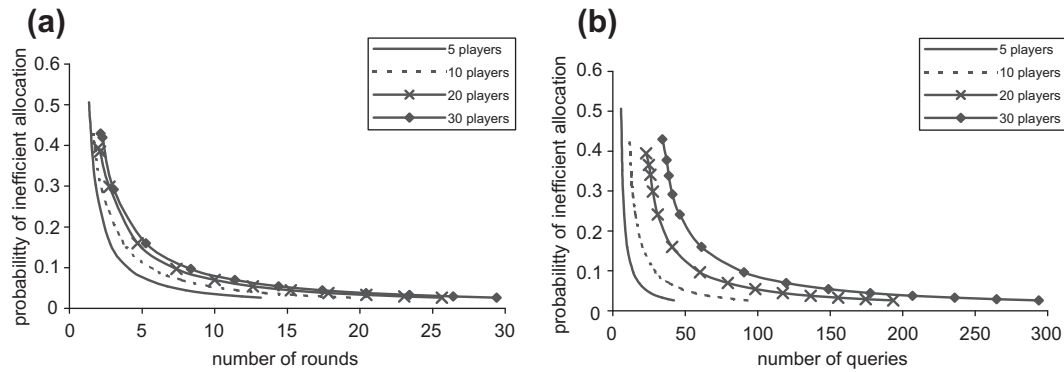 (a)
probability of inefficient allocation
0.6
0.5
0.4
0.3
0.2
0.1
0
0 5 10 15 20 25 30
number of rounds
5 players
10 players
20 players
30 players
(b)
probability of inefficient allocation
0.6
0.5
0.4
0.3
0.2
0.1
0
0 50 100 150 200 250 300
number of queries
5 players
10 players
20 players
30 players